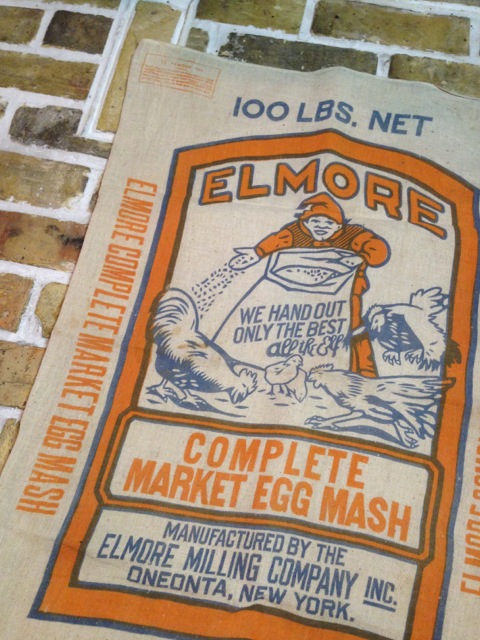 100 LBS. NET
ELMORE
WE HAND OUT
ONLY THE BEST
COMPLETE
MARKET EGG MASH
MANUFACTURED BY THE
ELMORE MILLING COMPANY INC.
ONEONTA, NEW YORK.
ELMORE COMPLETE MARKET EGG MASH